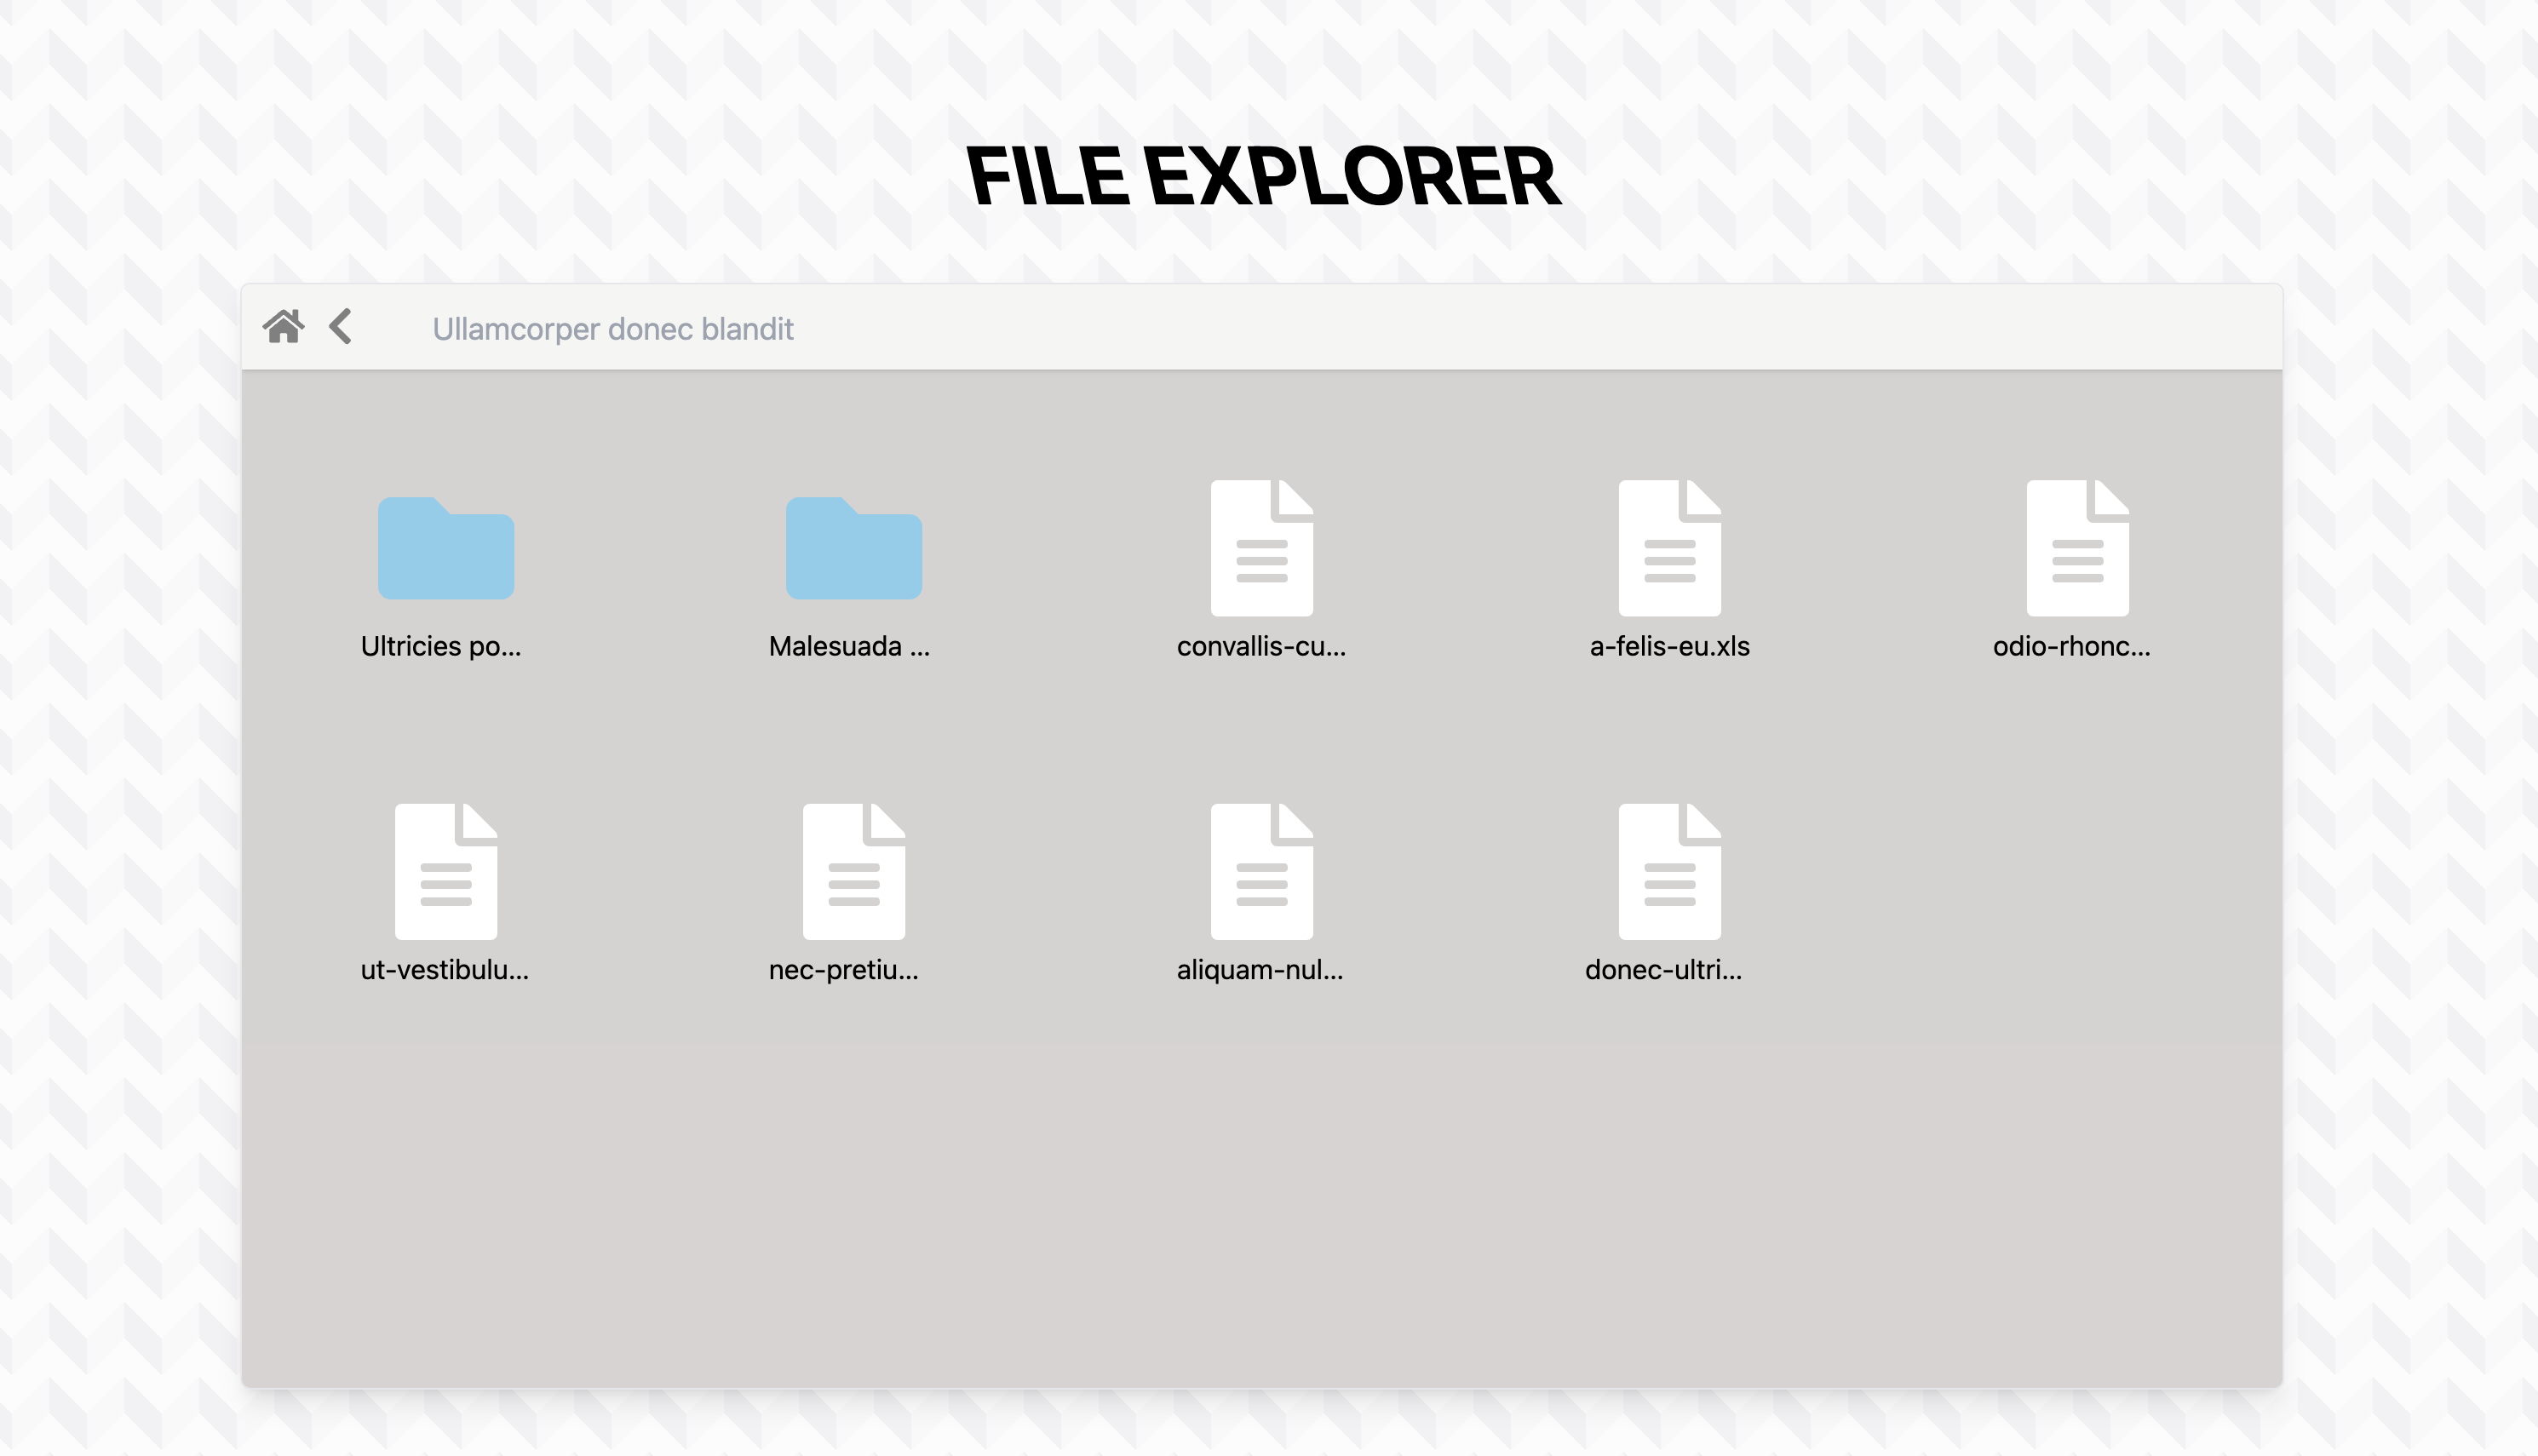 FILE EXPLORER
Ullamcorper donec blandit
Ultricies po...
Malesuada ...
convallis-cu...
a-felis-eu.xls
odio-rhonc...
ut-vestibulu...
nec-pretiu...
aliquam-nul...
donec-ultri...